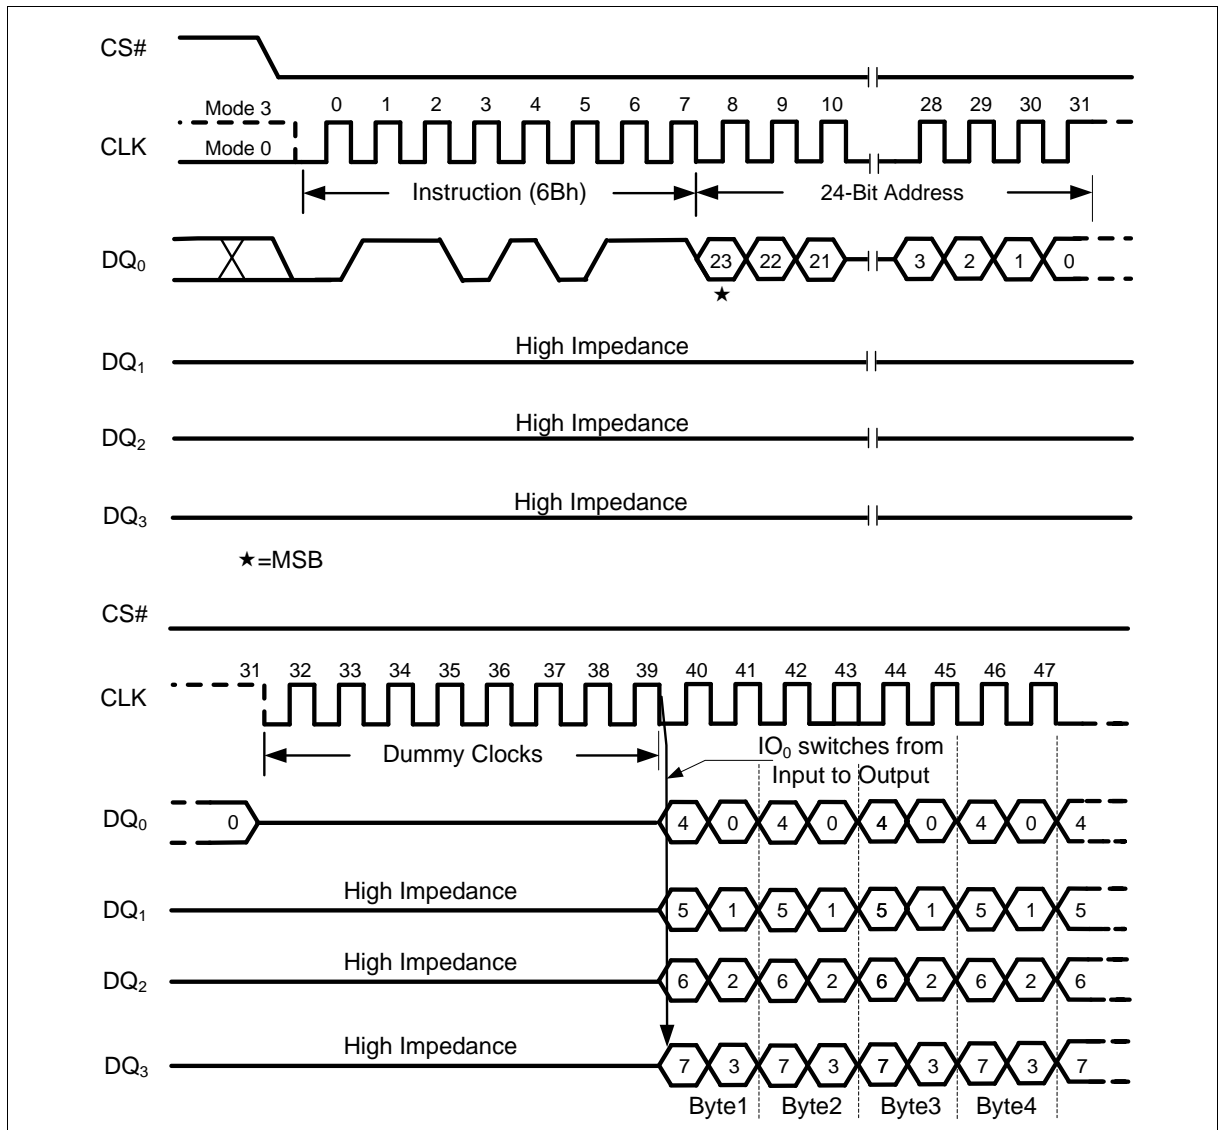 CS#
Mode 3
0 1 2 3 4 5 6 7 8 9 10 28 29 30 31
CLK
Mode 0
Instruction (6Bh)
24-Bit Address
DQ0
23 22 21 3 2 1 0
★
High Impedance
DQ1
High Impedance
DQ2
High Impedance
DQ3
★=MSB
CS#
31 32 33 34 35 36 37 38 39 40 41 42 43 44 45 46 47
CLK
Dummy Clocks
IO0 switches from
Input to Output
DQ0
0 4 0 4 0 4 0 4 0 4
High Impedance
DQ1
5 1 5 1 5 1 5 1 5
High Impedance
DQ2
6 2 6 2 6 2 6 2 6
High Impedance
DQ3
7 3 7 3 7 3 7 3 7
Byte1 Byte2 Byte3 Byte4